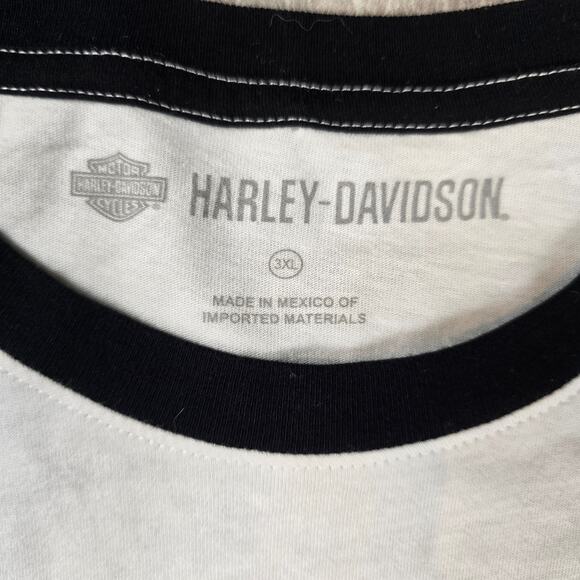 MOTOR
HARLEY-DAVIDSON
CYCLES
HARLEY-DAVIDSON
3XL
MADE IN MEXICO OF
IMPORTED MATERIALS